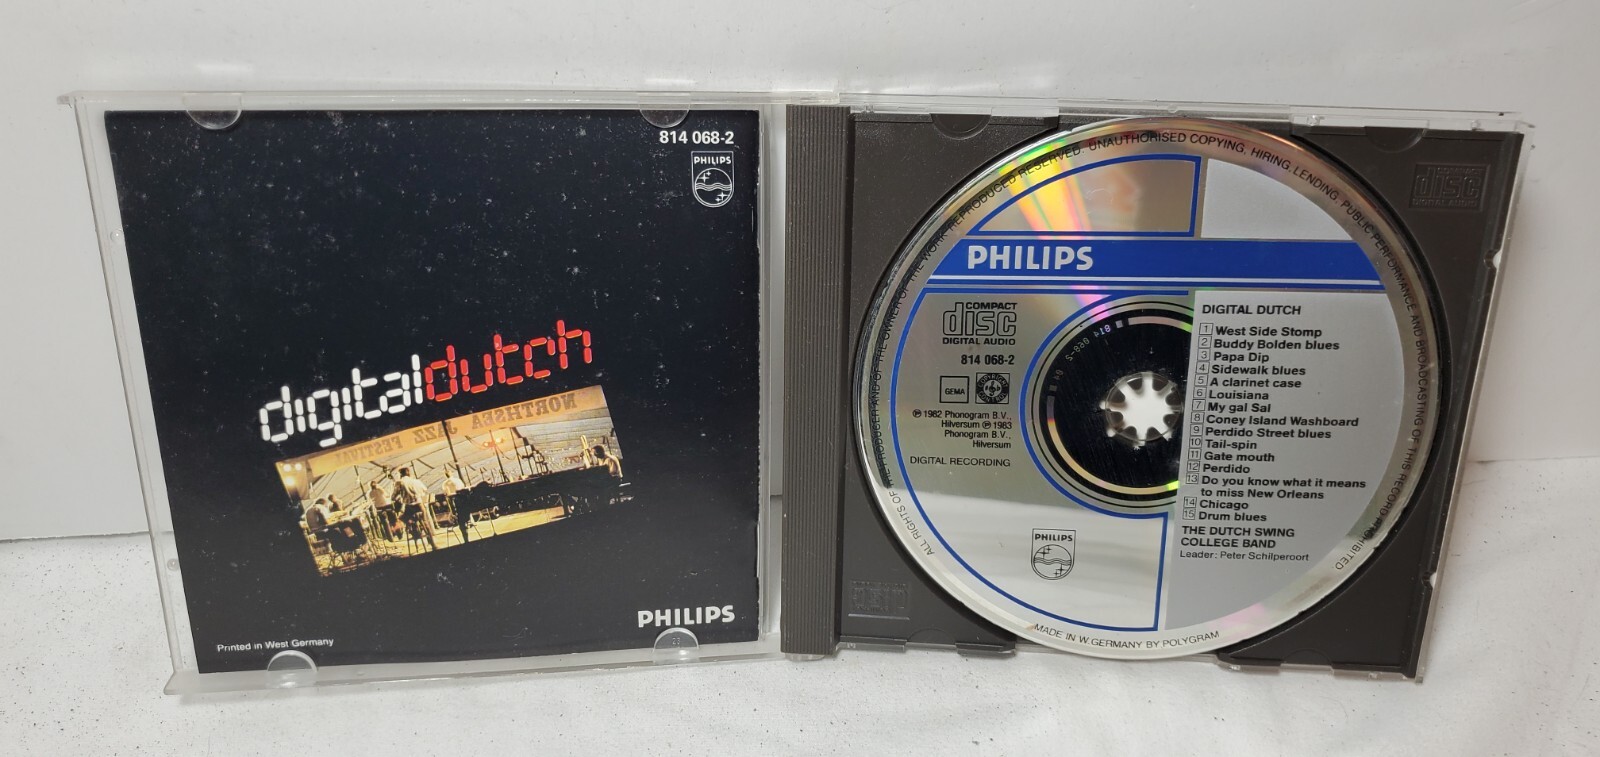 814 068-2
PHILIPS
digitaldutch
NORTHSEA JAZZ FESTIVAL
PHILIPS
Printed in West Germany
23
ALL RIGHTS OF THE PRODUCER AND OF THE OWNER OF THE WORK REPRODUCED RESERVED UNAUTHORISED COPYING, HIRING, LENDING, PUBLIC PERFORMANCE AND BROADCASTING OF THIS RECORD PROHIBITED
PHILIPS
COMPACT
disc
DIGITAL AUDIO
814 068-2
GEMA
℗ 1982 Phonogram B.V.,
Hilversum ℗ 1983
Phonogram B.V.,
Hilversum
DIGITAL RECORDING
PHILIPS
DIGITAL DUTCH
1 West Side Stomp
2 Buddy Bolden blues
3 Papa Dip
4 Sidewalk blues
5 A clarinet case
6 Louisiana
7 My gal Sal
8 Coney Island Washboard
9 Perdido Street blues
10 Tail-spin
11 Gate mouth
12 Perdido
13 Do you know what it means
to miss New Orleans
14 Chicago
15 Drum blues
THE DUTCH SWING
COLLEGE BAND
Leader: Peter Schilperoort
MADE IN W. GERMANY BY POLYGRAM
COMPACT
disc
DIGITAL AUDIO